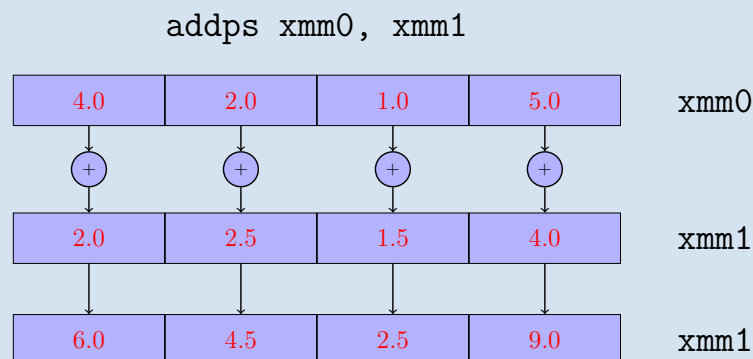 addps xmm0, xmm1
4.0 2.0 1.0 5.0 xmm0
+ + + +
2.0 2.5 1.5 4.0 xmm1
6.0 4.5 2.5 9.0 xmm1